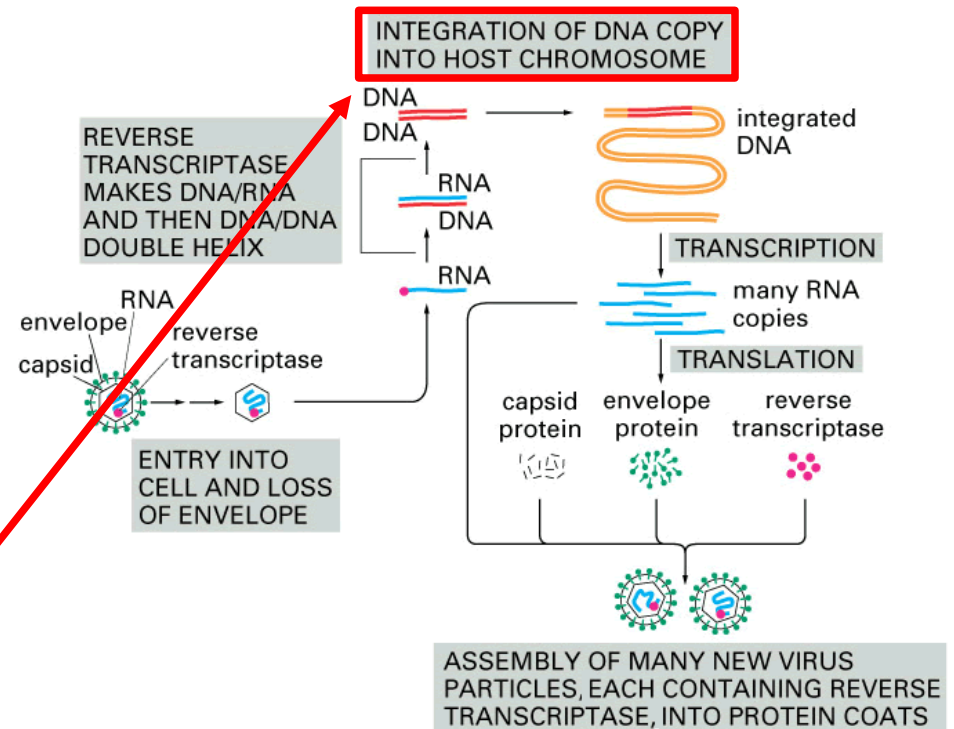 INTEGRATION OF DNA COPY
INTO HOST CHROMOSOME
DNA
DNA
integrated
DNA
REVERSE
TRANSCRIPTASE
MAKES DNA/RNA
AND THEN DNA/DNA
DOUBLE HELIX
RNA
DNA
RNA
TRANSCRIPTION
many RNA
copies
TRANSLATION
RNA
envelope
capsid
reverse
transcriptase
ENTRY INTO
CELL AND LOSS
OF ENVELOPE
capsid
protein
envelope
protein
reverse
transcriptase
ASSEMBLY OF MANY NEW VIRUS
PARTICLES, EACH CONTAINING REVERSE
TRANSCRIPTASE, INTO PROTEIN COATS